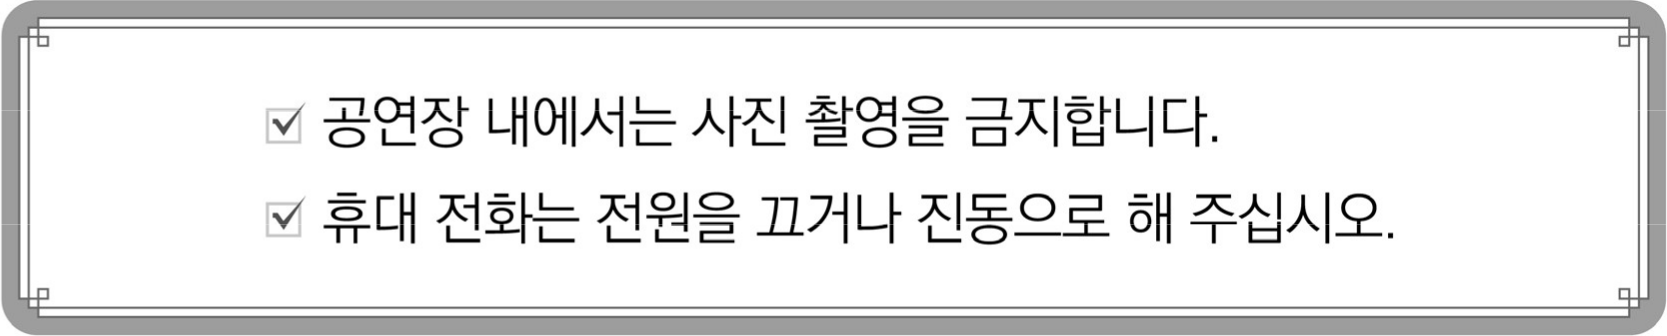 공연장 내에서는 사진 촬영을 금지합니다.
휴대 전화는 전원을 끄거나 진동으로 해 주십시오.